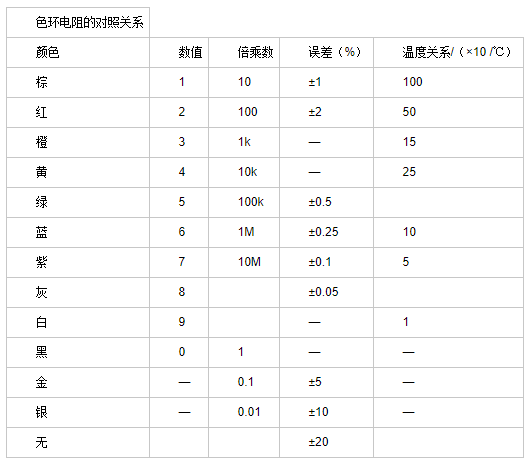 色环电阻的对照关系
颜色 数值 倍乘数 误差（%） 温度关系/（×10 /℃）
棕 1 10 ±1 100
红 2 100 ±2 50
橙 3 1k — 15
黄 4 10k — 25
绿 5 100k ±0.5
蓝 6 1M ±0.25 10
紫 7 10M ±0.1 5
灰 8 ±0.05
白 9 — 1
黑 0 1 — —
金 — 0.1 ±5 —
银 — 0.01 ±10 —
无 ±20